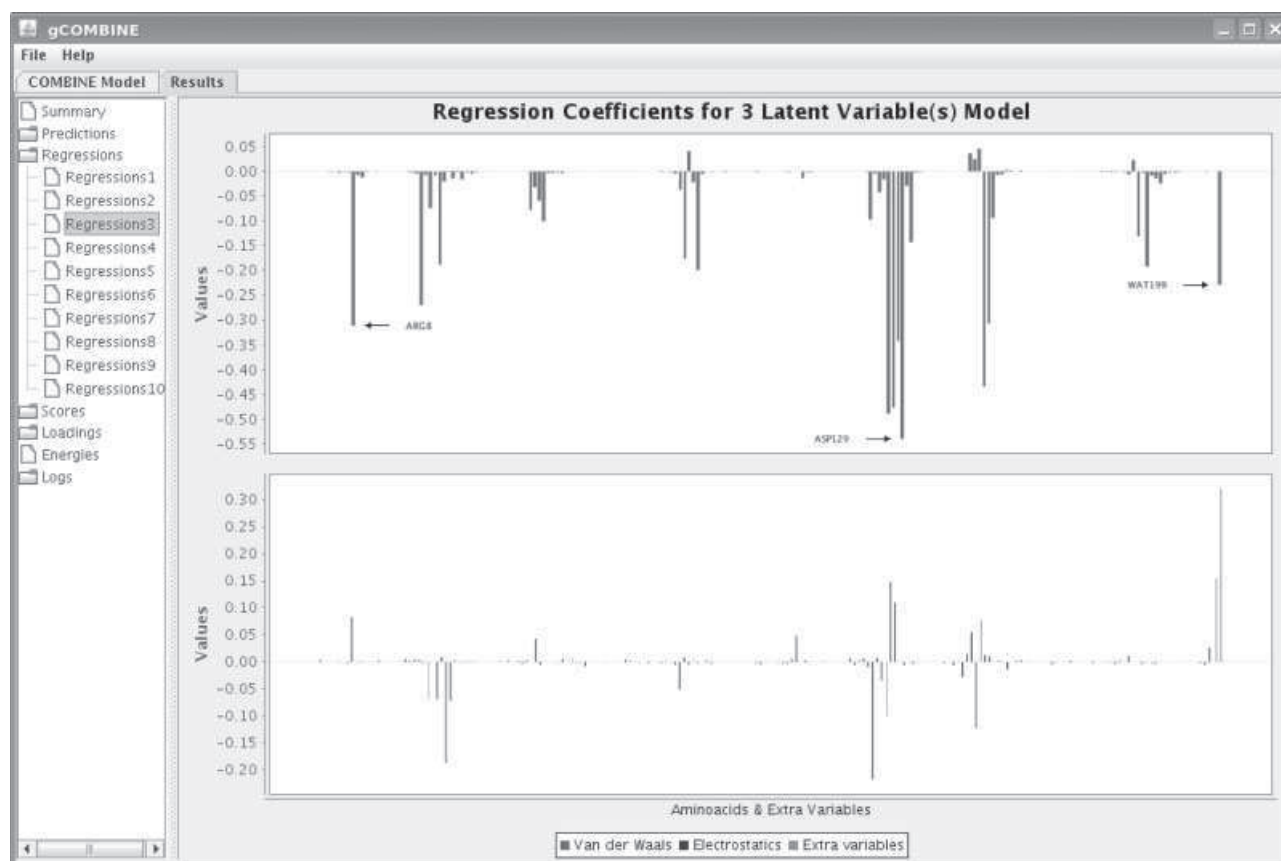 gCOMBINE
File Help
COMBINE Model Results
Summary
Predictions
Regressions
Regressions1
Regressions2
Regressions3
Regressions4
Regressions5
Regressions6
Regressions7
Regressions8
Regressions9
Regressions10
Scores
Loadings
Energies
Logs
Regression Coefficients for 3 Latent Variable(s) Model
0.05
0.00
-0.05
-0.10
-0.15
-0.20
-0.25
-0.30
-0.35
-0.40
-0.45
-0.50
-0.55
Values
ARG8
ASP129
WAT199
0.30
0.25
0.20
0.15
0.10
0.05
0.00
-0.05
-0.10
-0.15
-0.20
Values
Aminoacids & Extra Variables
Van der Waals Electrostatics Extra variables